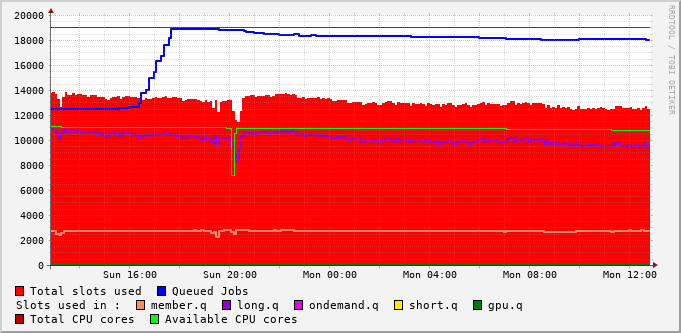 20000
18000
16000
14000
12000
10000
8000
6000
4000
2000
0
Sun 16:00 Sun 20:00 Mon 00:00 Mon 04:00 Mon 08:00 Mon 12:00
Total slots used Queued Jobs
Slots used in : member.q long.q ondemand.q short.q gpu.q
Total CPU cores Available CPU cores
RRDTOOL / TOBI OETIKER